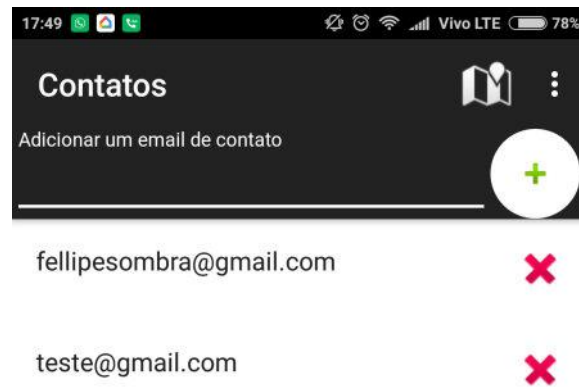 17:49 Vivo LTE 78%
Contatos
Adicionar um email de contato
fellipesombra@gmail.com
teste@gmail.com